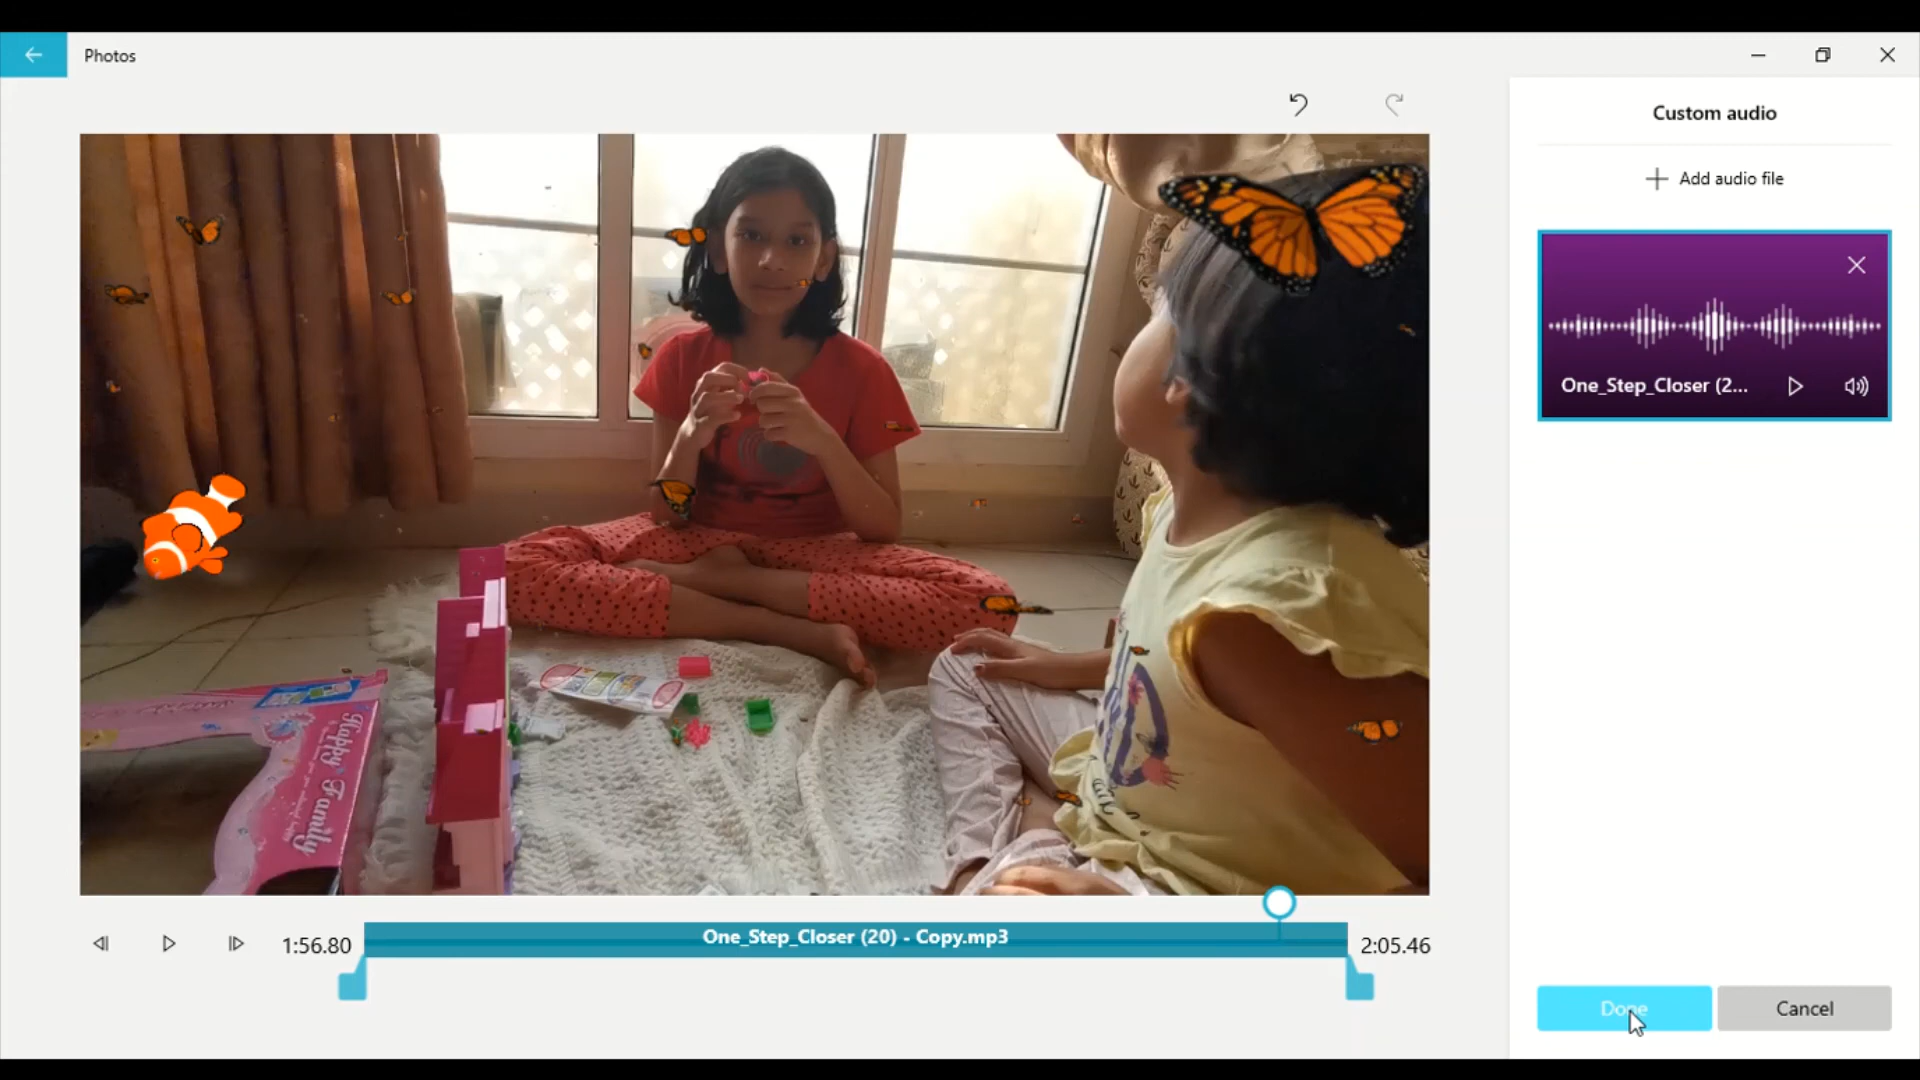 Photos
Custom audio
Add audio file
One_Step_Closer (2...
Happy Family
1:56.80
One_Step_Closer (20) - Copy.mp3
2:05.46
Done
Cancel